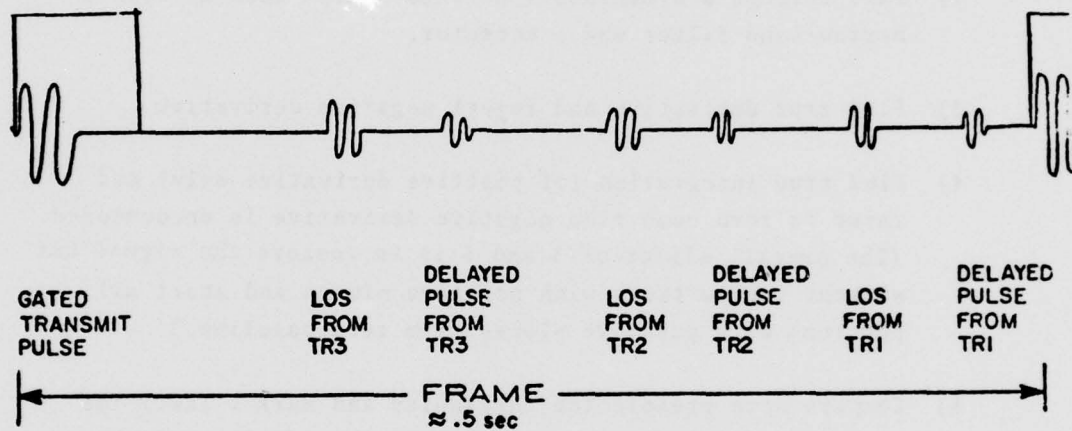 GATED
TRANSMIT
PULSE
LOS
FROM
TR3
DELAYED
PULSE
FROM
TR3
LOS
FROM
TR2
DELAYED
PULSE
FROM
TR2
LOS
FROM
TR1
DELAYED
PULSE
FROM
TR1
FRAME
≈ .5 sec